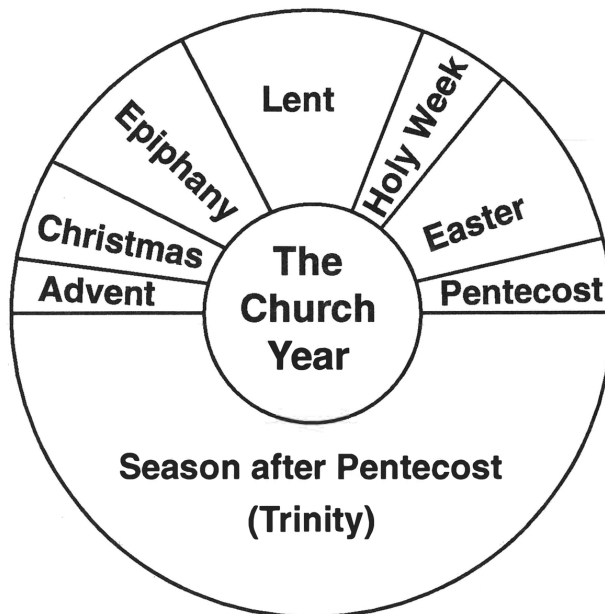 Lent
Holy Week
Epiphany
Easter
Christmas
Advent
Pentecost
The
Church
Year
Season after Pentecost
(Trinity)